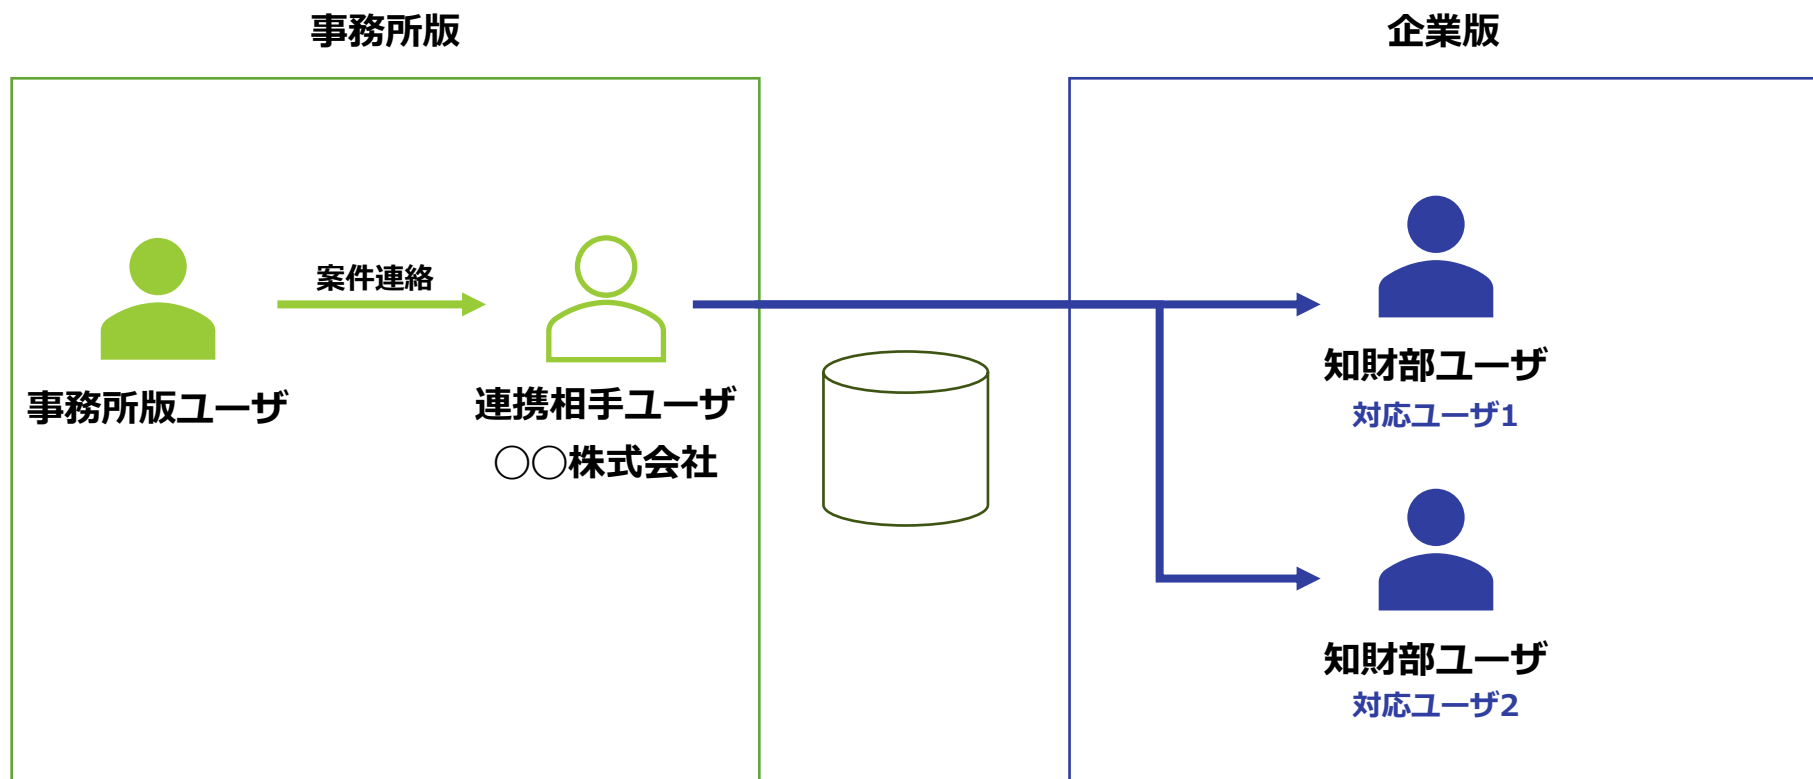 事務所版
企業版
案件連絡
事務所版ユーザ
連携相手ユーザ
○○株式会社
知財部ユーザ
対応ユーザ1
知財部ユーザ
対応ユーザ2